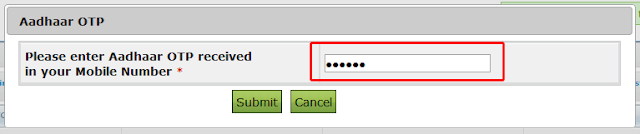 Aadhaar OTP
Please enter Aadhaar OTP received
in your Mobile Number *
••••••
Submit Cancel